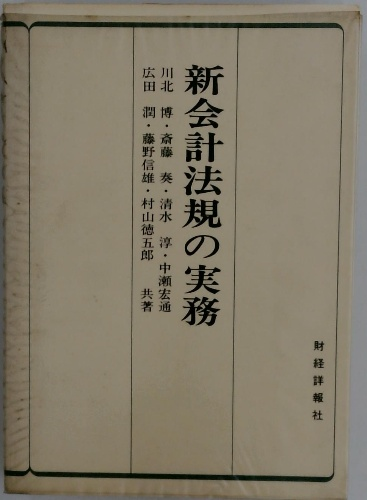 新会計法規の実務
川北 博・斎藤 奏・清水 淳・中瀬宏通
広田 潤・藤野信雄・村山徳五郎 共著
財経詳報社